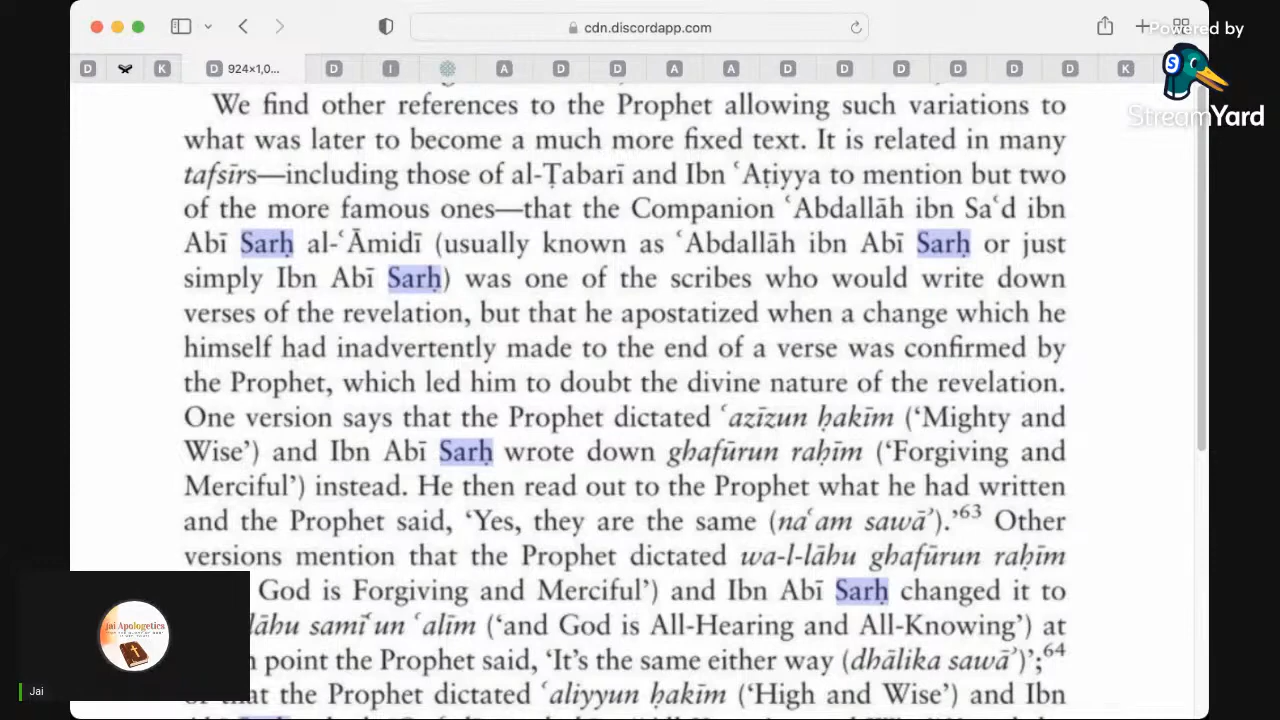 cdn.discordapp.com
Powered by
D
K
D 924×1,0...
D
I
A
D
D
A
A
D
D
D
D
D
D
K
StreamYard
We find other references to the Prophet allowing such variations to
what was later to become a much more fixed text. It is related in many
tafsīrs—including those of al-Ṭabarī and Ibn ʿAṭiyya to mention but two
of the more famous ones—that the Companion ʿAbdallāh ibn Saʿd ibn
Abī Sarḥ al-ʿĀmidī (usually known as ʿAbdallāh ibn Abī Sarḥ or just
simply Ibn Abī Sarḥ) was one of the scribes who would write down
verses of the revelation, but that he apostatized when a change which he
himself had inadvertently made to the end of a verse was confirmed by
the Prophet, which led him to doubt the divine nature of the revelation.
One version says that the Prophet dictated ʿazīzun ḥakīm (‘Mighty and
Wise’) and Ibn Abī Sarḥ wrote down ghafūrun raḥīm (‘Forgiving and
Merciful’) instead. He then read out to the Prophet what he had written
and the Prophet said, ‘Yes, they are the same (naʿam sawāʾ).’63 Other
versions mention that the Prophet dictated wa-l-lāhu ghafūrun raḥīm
God is Forgiving and Merciful’) and Ibn Abī Sarḥ changed it to
lāhu samīʿun ʿalīm (‘and God is All-Hearing and All-Knowing’) at
point the Prophet said, ‘It’s the same either way (dhālika sawāʾ)’;64
or that the Prophet dictated ʿaliyyun ḥakīm (‘High and Wise’) and Ibn
Jai Apologetics
Jai